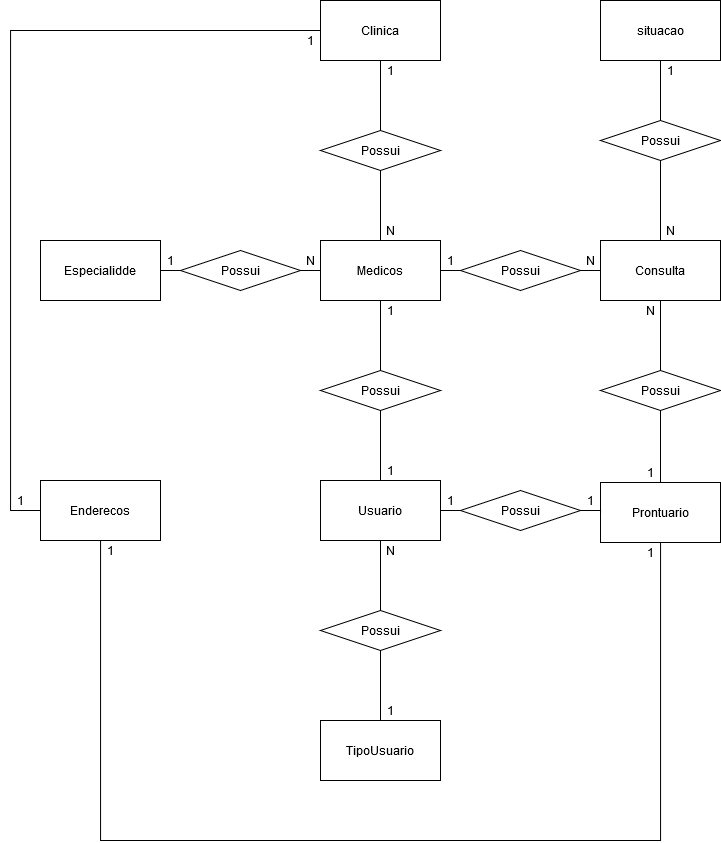 Clinica
situacao
1
1
1
Possui
Possui
N
N
Especialidde
1
Possui
N
Medicos
1
Possui
N
Consulta
1
N
Possui
Possui
1
1
1
Enderecos
Usuario
1
Possui
1
Prontuario
1
N
1
Possui
1
TipoUsuario